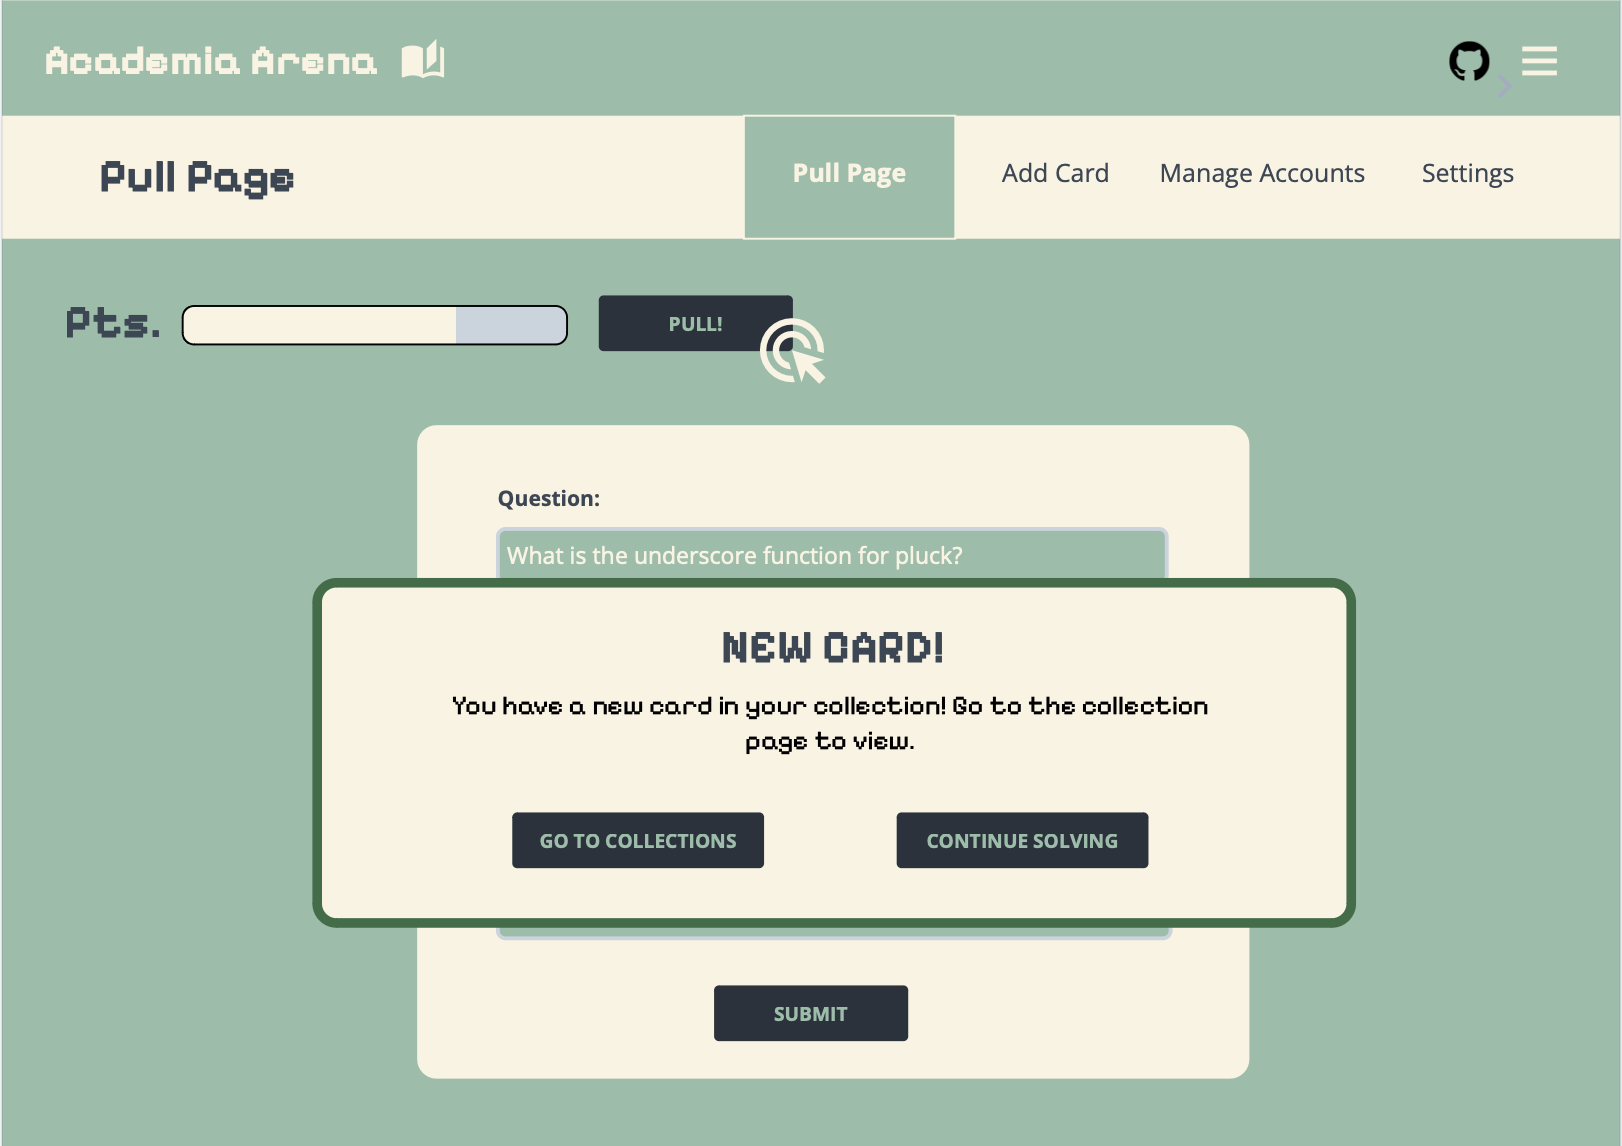 Academia Arena
Pull Page
Pull Page
Add Card
Manage Accounts
Settings
Pts.
PULL!
Question:
What is the underscore function for pluck?
NEW CARD!
You have a new card in your collection! Go to the collection
page to view.
GO TO COLLECTIONS
CONTINUE SOLVING
SUBMIT